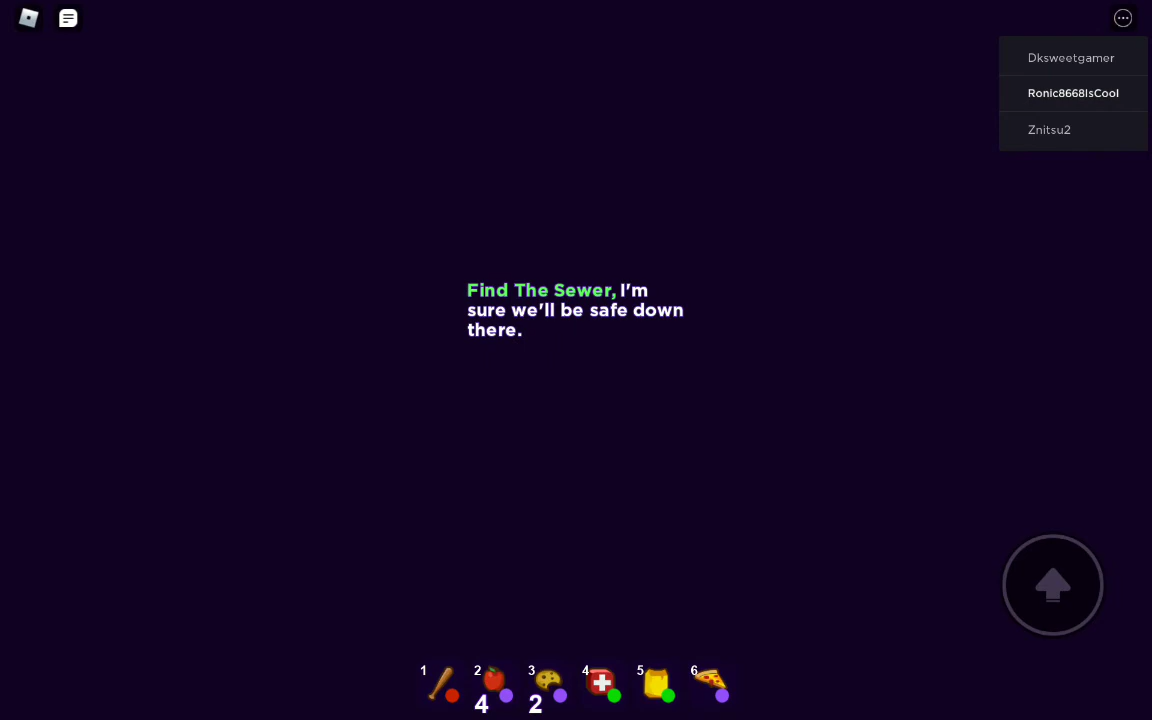 Dksweetgamer
Ronic8668IsCool
Znitsu2
Find The Sewer, I'm
sure we'll be safe down
there.
1 2 3 4 5 6
4 2